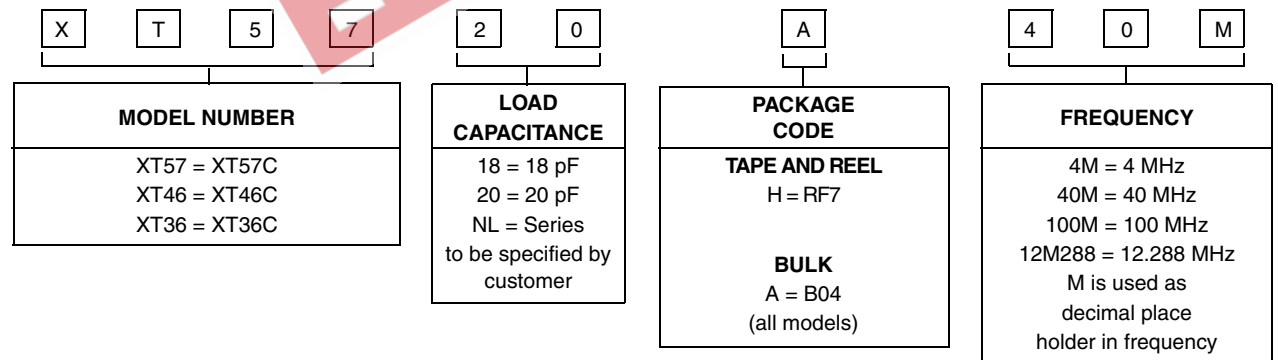 X T 5 7 2 0 A 4 0 M
MODEL NUMBER
XT57 = XT57C
XT46 = XT46C
XT36 = XT36C
LOAD
CAPACITANCE
18 = 18 pF
20 = 20 pF
NL = Series
to be specified by
customer
PACKAGE
CODE
TAPE AND REEL
H = RF7
BULK
A = B04
(all models)
FREQUENCY
4M = 4 MHz
40M = 40 MHz
100M = 100 MHz
12M288 = 12.288 MHz
M is used as
decimal place
holder in frequency